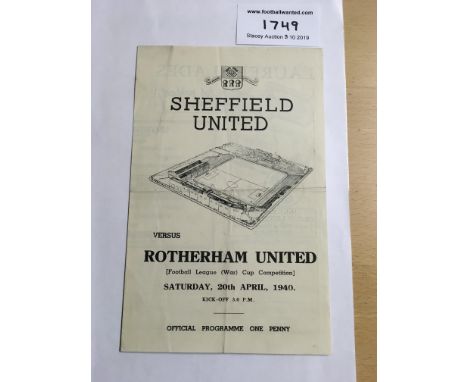 www.footballwanted.com
1749
Stacey Auction 9 10 2019
SHEFFIELD
UNITED
VERSUS
ROTHERHAM UNITED
[Football League (War) Cup Competition]
SATURDAY, 20th APRIL, 1940.
KICK-OFF 3.0 P.M.
OFFICIAL PROGRAMME ONE PENNY